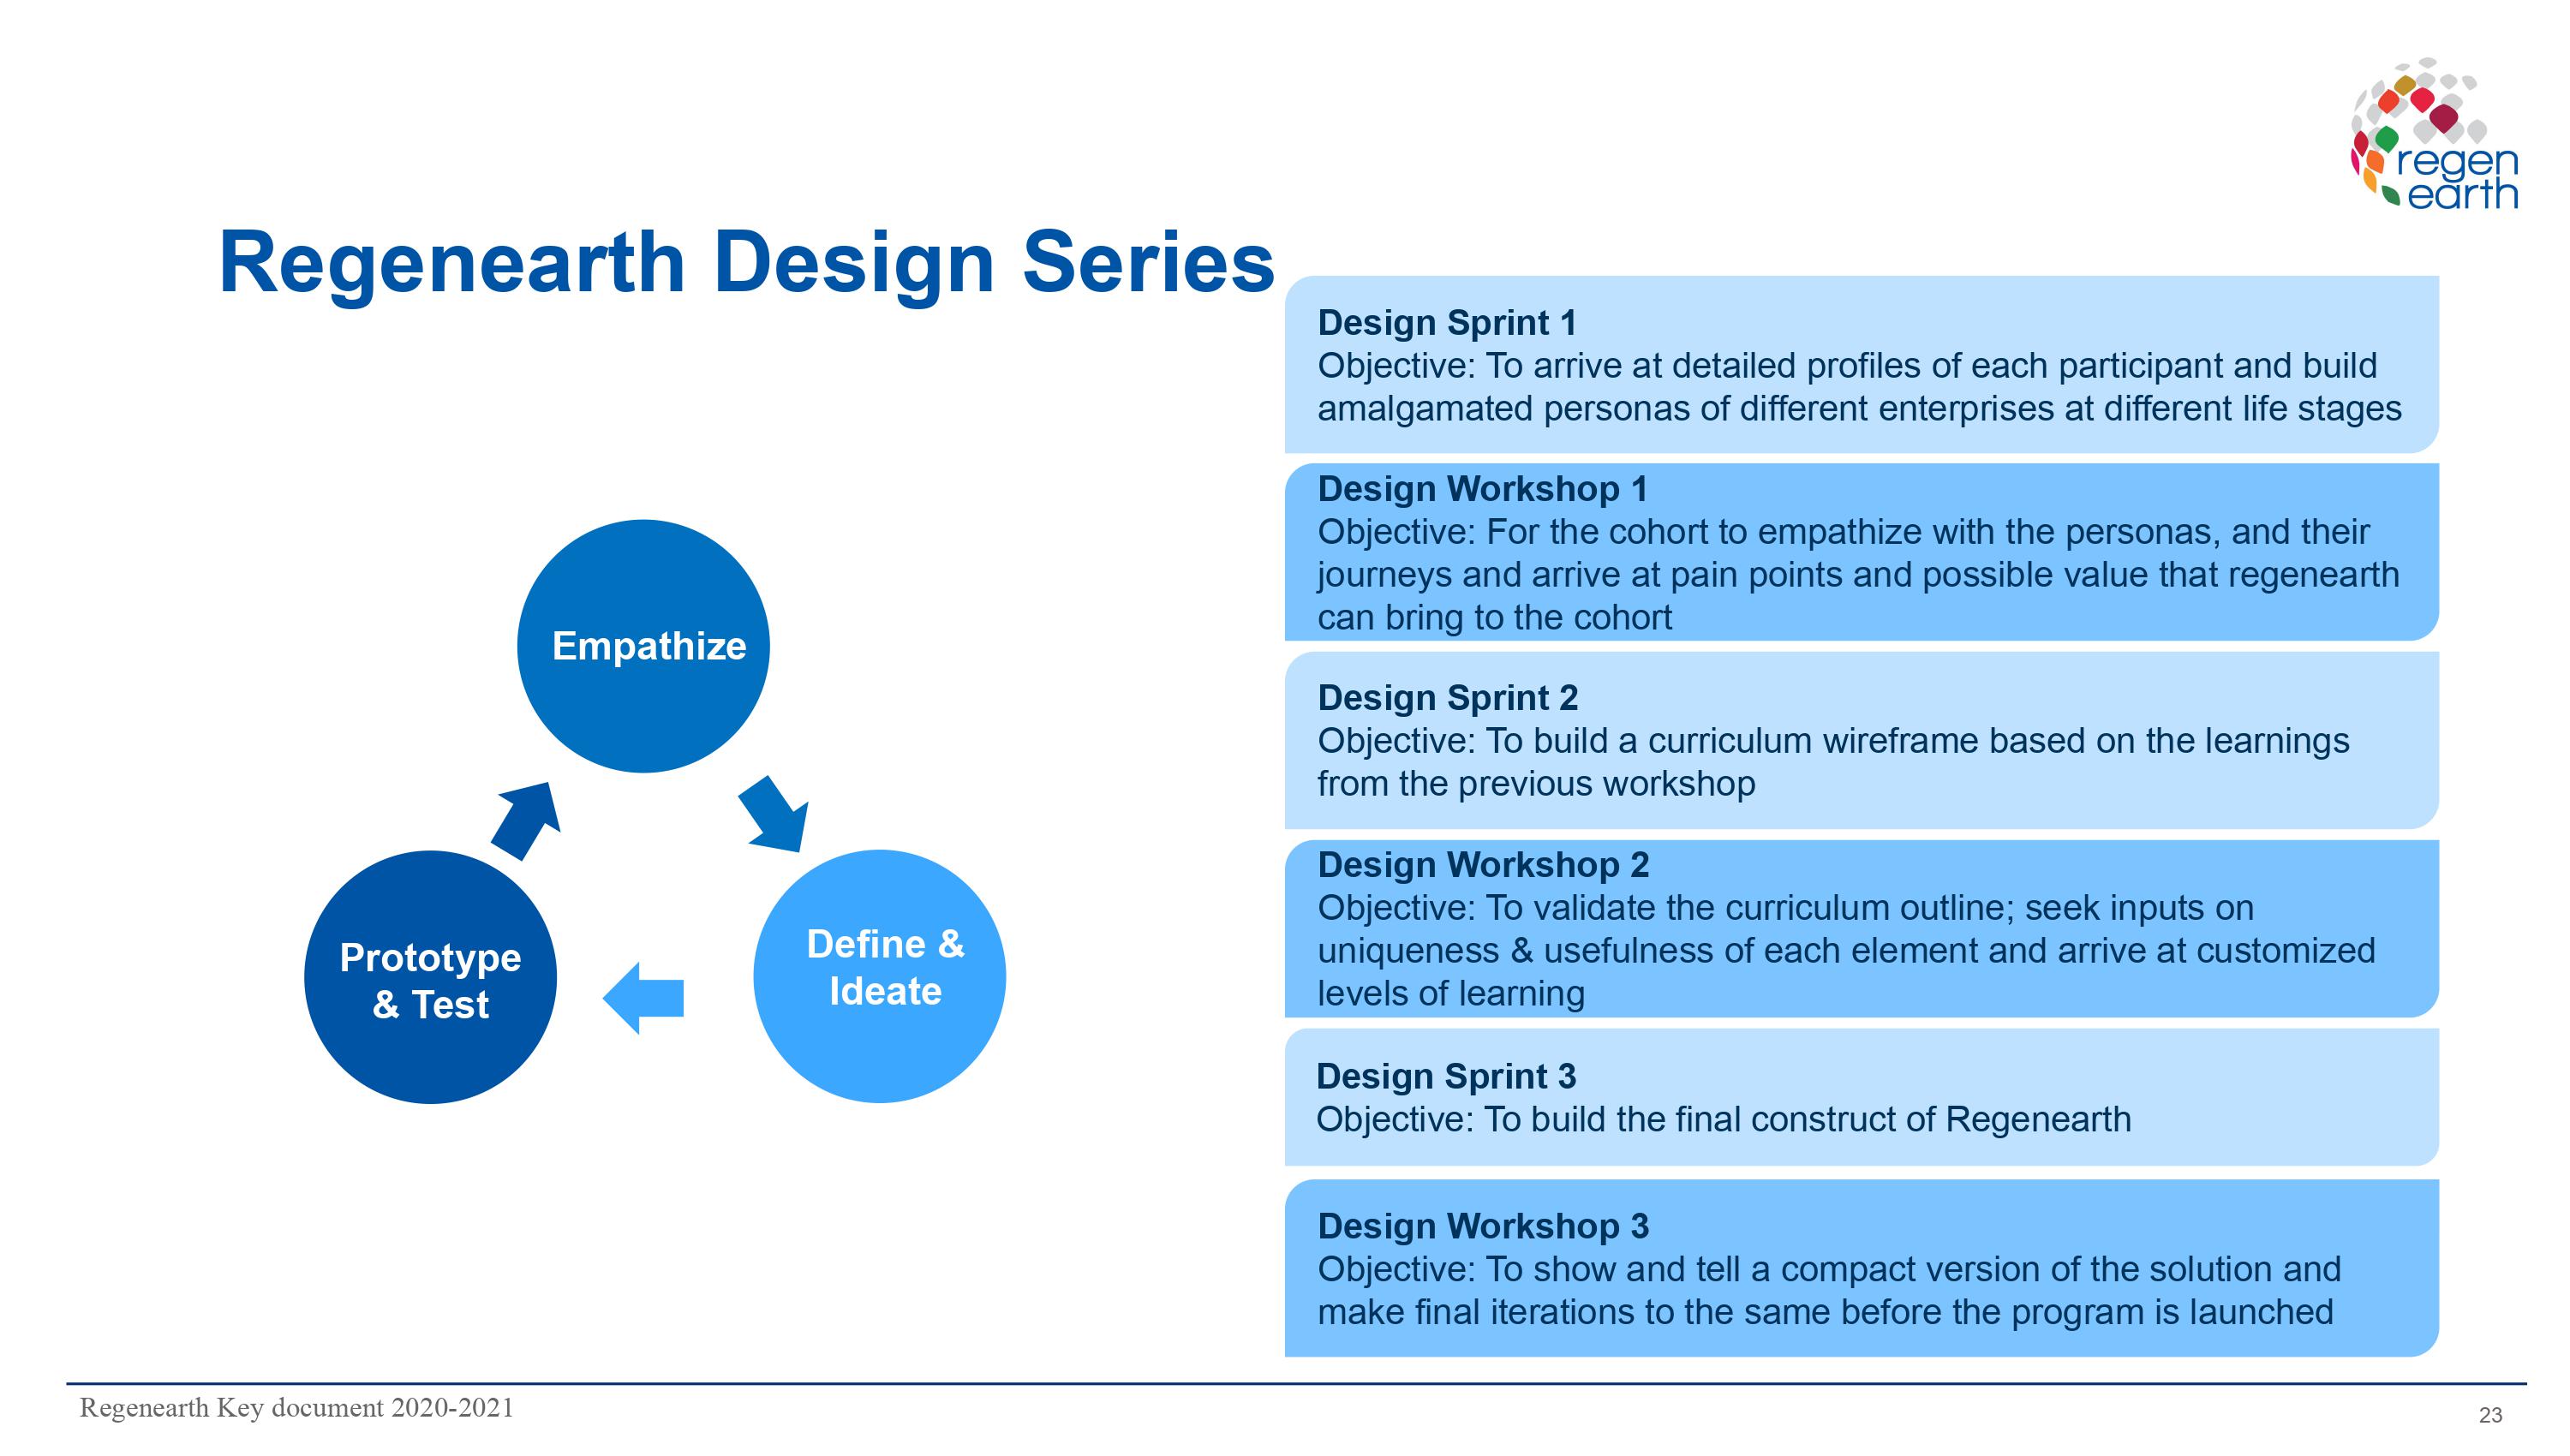 regen
earth
Regenearth Design Series
Empathize
Define &
Ideate
Prototype
& Test
Design Sprint 1
Objective: To arrive at detailed profiles of each participant and build
amalgamated personas of different enterprises at different life stages
Design Workshop 1
Objective: For the cohort to empathize with the personas, and their
journeys and arrive at pain points and possible value that regenearth
can bring to the cohort
Design Sprint 2
Objective: To build a curriculum wireframe based on the learnings
from the previous workshop
Design Workshop 2
Objective: To validate the curriculum outline; seek inputs on
uniqueness & usefulness of each element and arrive at customized
levels of learning
Design Sprint 3
Objective: To build the final construct of Regenearth
Design Workshop 3
Objective: To show and tell a compact version of the solution and
make final iterations to the same before the program is launched
Regenearth Key document 2020-2021
23